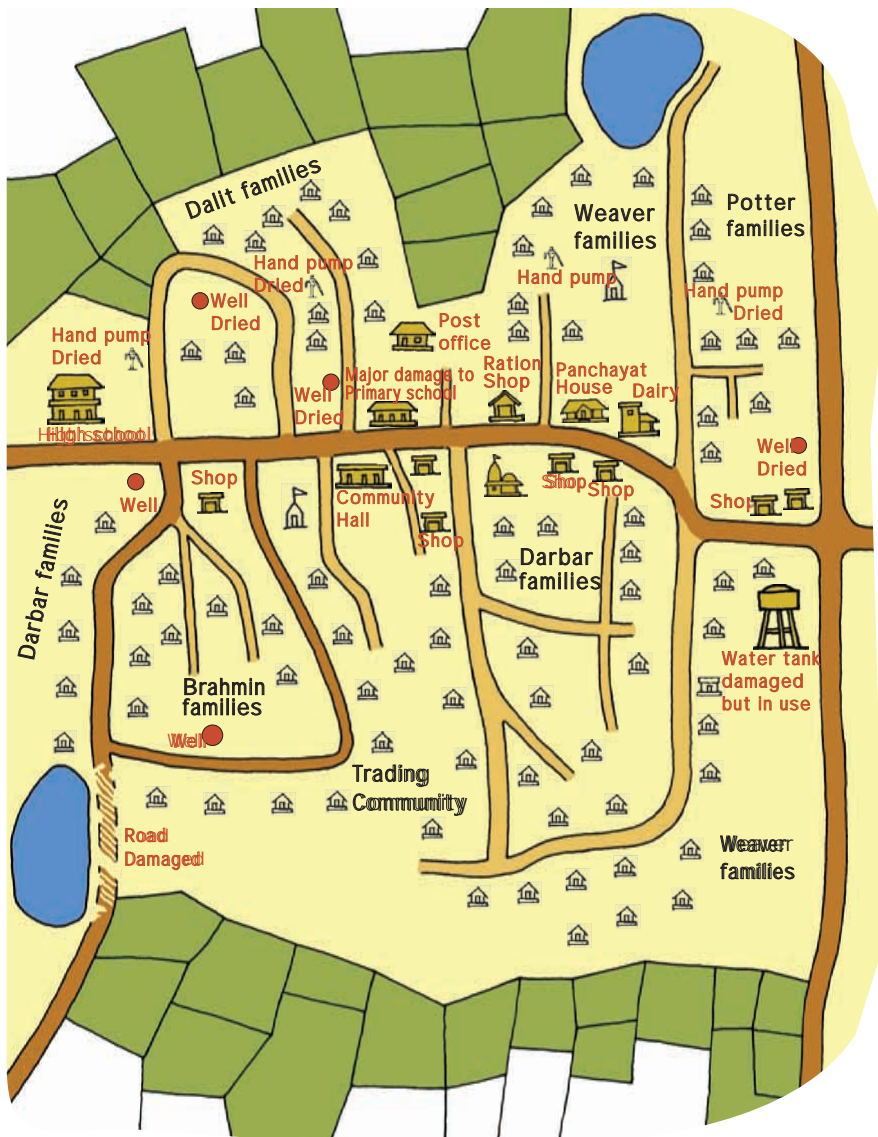 Dalit families
Weaver
families
Potter
families
Hand pump
Dried
Hand pump
Hand pump
Dried
Well
Dried
Hand pump
Dried
Post
office
Major damage to
Primary school
Ration
Shop
Panchayat
House
Dairy
Well
Dried
High school
Well
Dried
Shop
Well
Community
Hall
Shop
Shop
Shop
Shop
Darbar families
Darbar
families
Water tank
damaged
but in use
Brahmin
families
Well
Trading
Community
Road
Damaged
Weaver
families